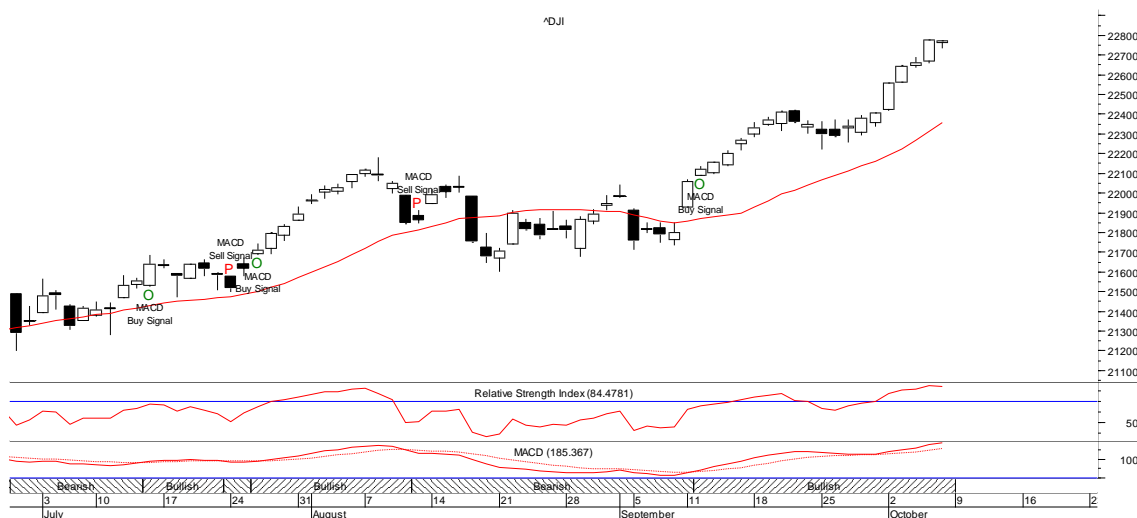 ^DJI
22800
22700
22600
22500
22400
22300
22200
22100
22000
21900
21800
21700
21600
21500
21400
21300
21200
21100
MACD
Sell Signal
P
MACD
Sell Signal
P
O
MACD
Buy Signal
O
MACD
Buy Signal
O
MACD
Buy Signal
Relative Strength Index (84.4781)
50
MACD (185.367)
100
Bearish Bullish Bullish Bearish Bullish
3 10 17 24 31 7 14 21 28 5 11 18 25 2 9 16 2
July August September October